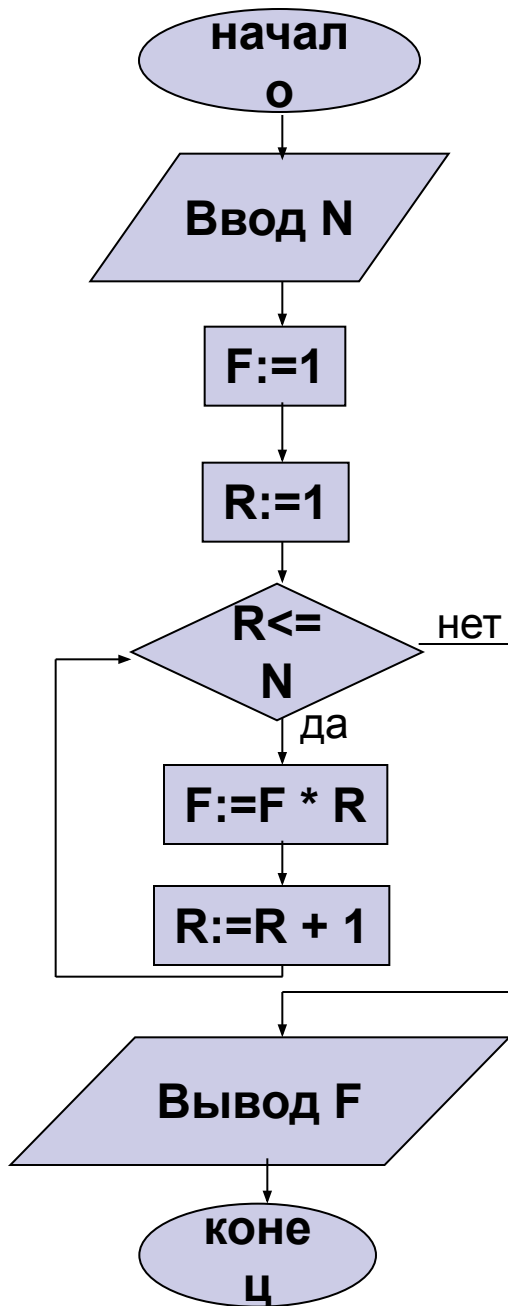 начал
о
Ввод N
F:=1
R:=1
R<=
N
нет
да
F:=F * R
R:=R + 1
Вывод F
коне
ц